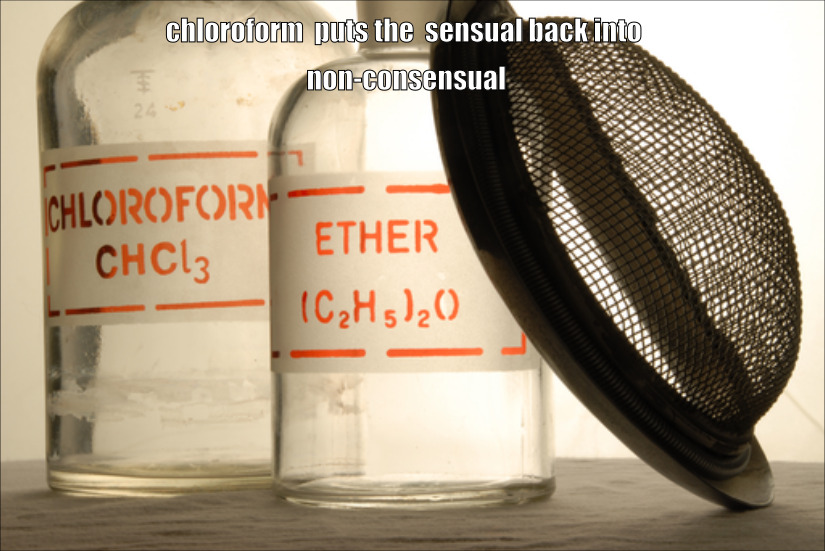 chloroform puts the sensual back into
non-consensual
24
CHLOROFORM
CHCl₃
ETHER
(C₂H₅)₂O